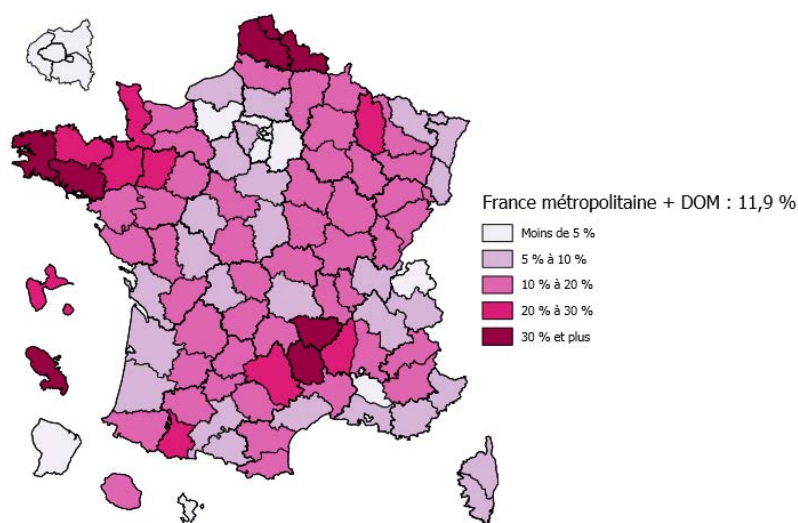 France métropolitaine + DOM : 11,9 %
Moins de 5 %
5 % à 10 %
10 % à 20 %
20 % à 30 %
30 % et plus